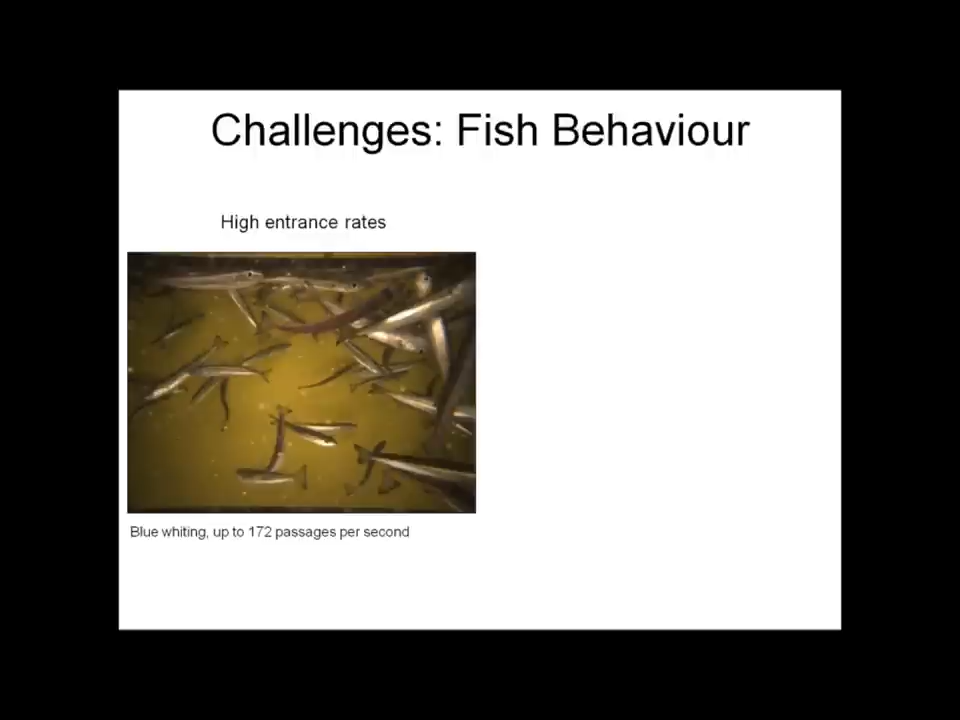 Challenges: Fish Behaviour
High entrance rates
Blue whiting, up to 172 passages per second